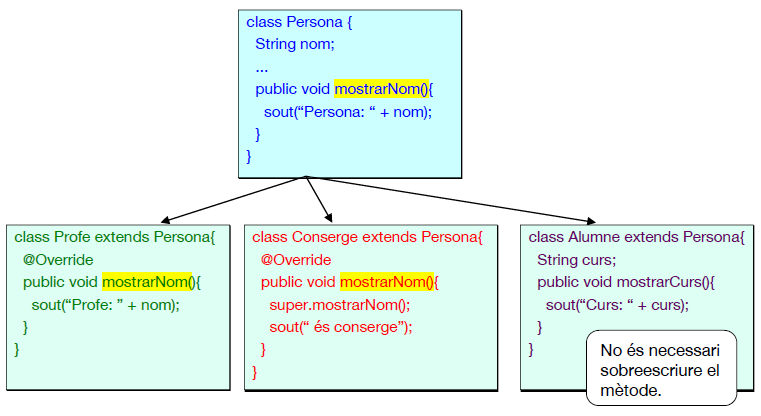 class Persona {
String nom;
...
public void mostrarNom(){
sout(“Persona: “ + nom);
}
}
class Profe extends Persona{
@Override
public void mostrarNom(){
sout(“Profe: ” + nom);
}
}
class Conserge extends Persona{
@Override
public void mostrarNom(){
super.mostrarNom();
sout(“ és conserge”);
}
}
class Alumne extends Persona{
String curs;
public void mostrarCurs(){
sout(“Curs: “ + curs);
}
}
No és necessari
sobreescriure el
mètode.